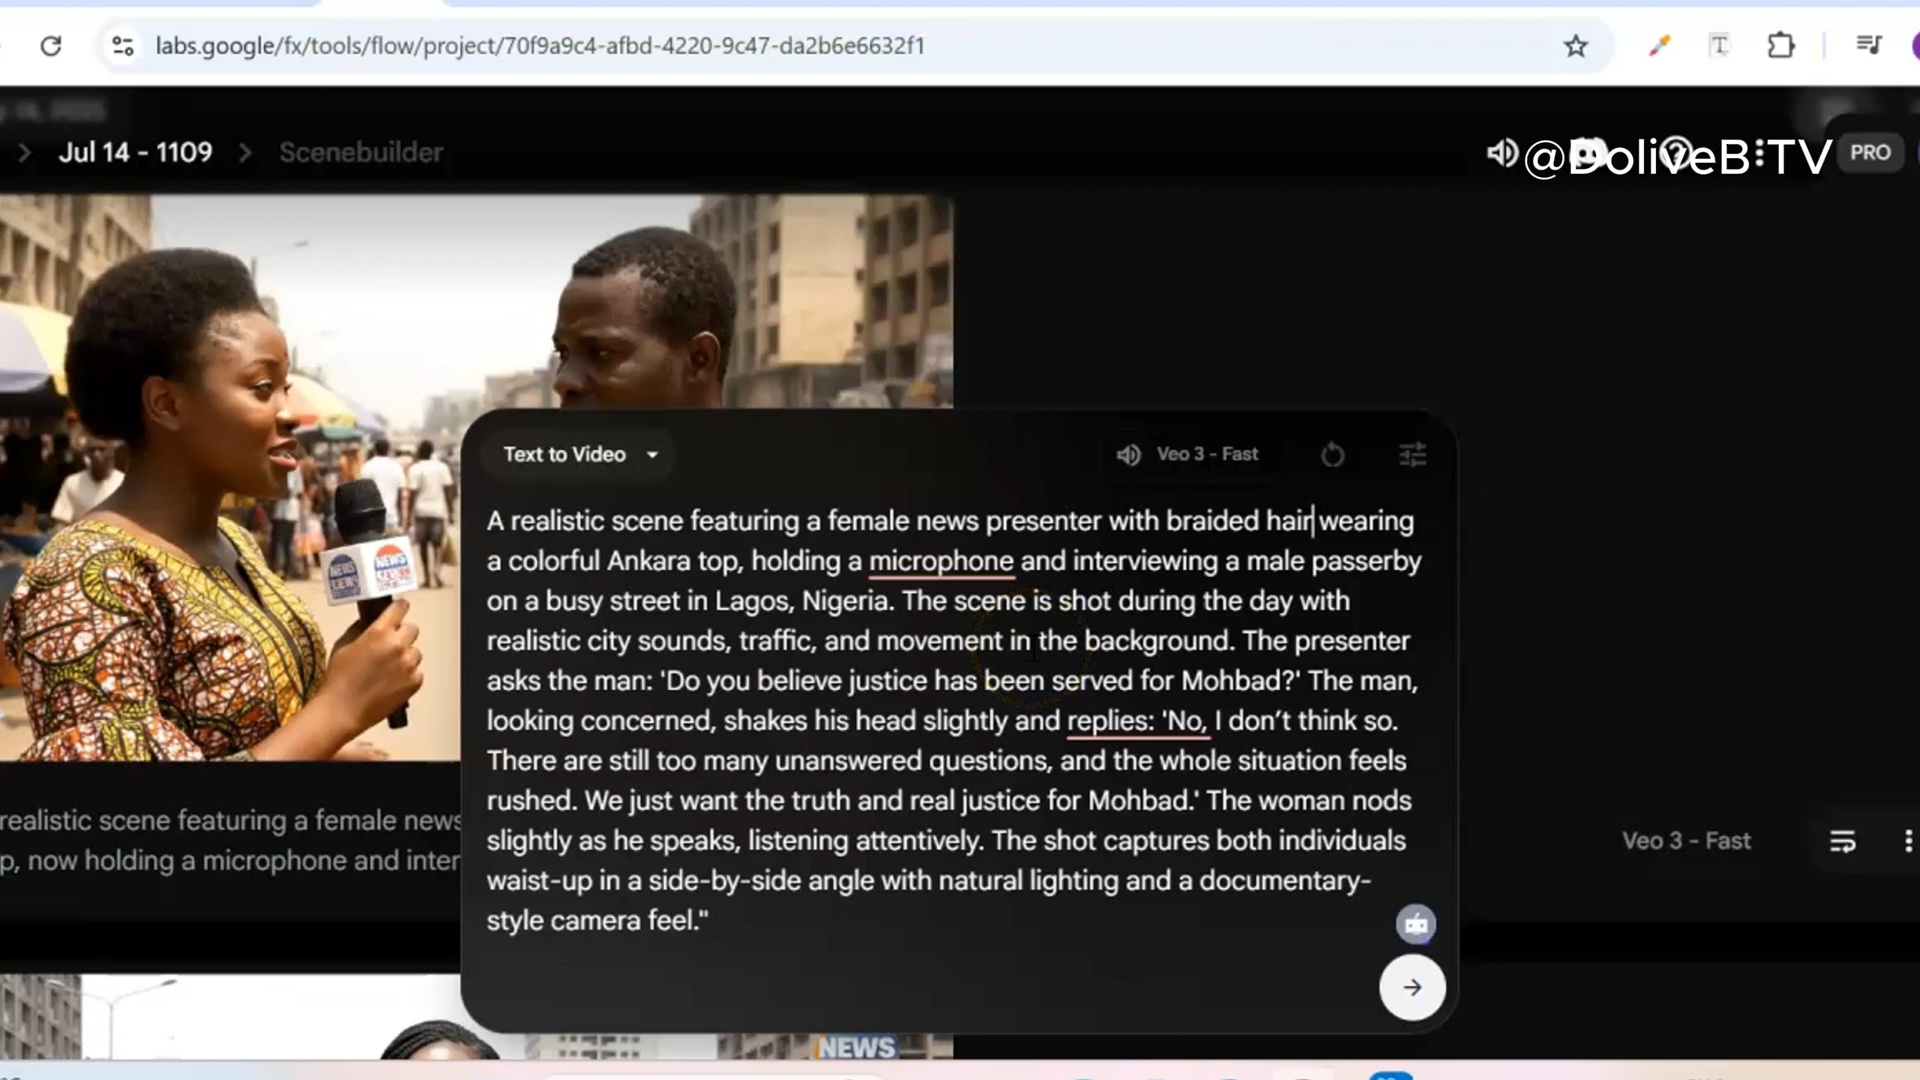 labs.google/fx/tools/flow/project/70f9a9c4-afbd-4220-9c47-da2b6e6632f1
Jul 14 - 1109
Scenebuilder
@DoliveB TV
PRO
NEWS
NEWS
Text to Video
Veo 3 - Fast
A realistic scene featuring a female news presenter with braided hair wearing
a colorful Ankara top, holding a microphone and interviewing a male passerby
on a busy street in Lagos, Nigeria. The scene is shot during the day with
realistic city sounds, traffic, and movement in the background. The presenter
asks the man: 'Do you believe justice has been served for Mohbad?' The man,
looking concerned, shakes his head slightly and replies: 'No, I don’t think so.
There are still too many unanswered questions, and the whole situation feels
rushed. We just want the truth and real justice for Mohbad.' The woman nods
slightly as he speaks, listening attentively. The shot captures both individuals
waist-up in a side-by-side angle with natural lighting and a documentary-
style camera feel."
realistic scene featuring a female news
p, now holding a microphone and inter
Veo 3 - Fast
NEWS